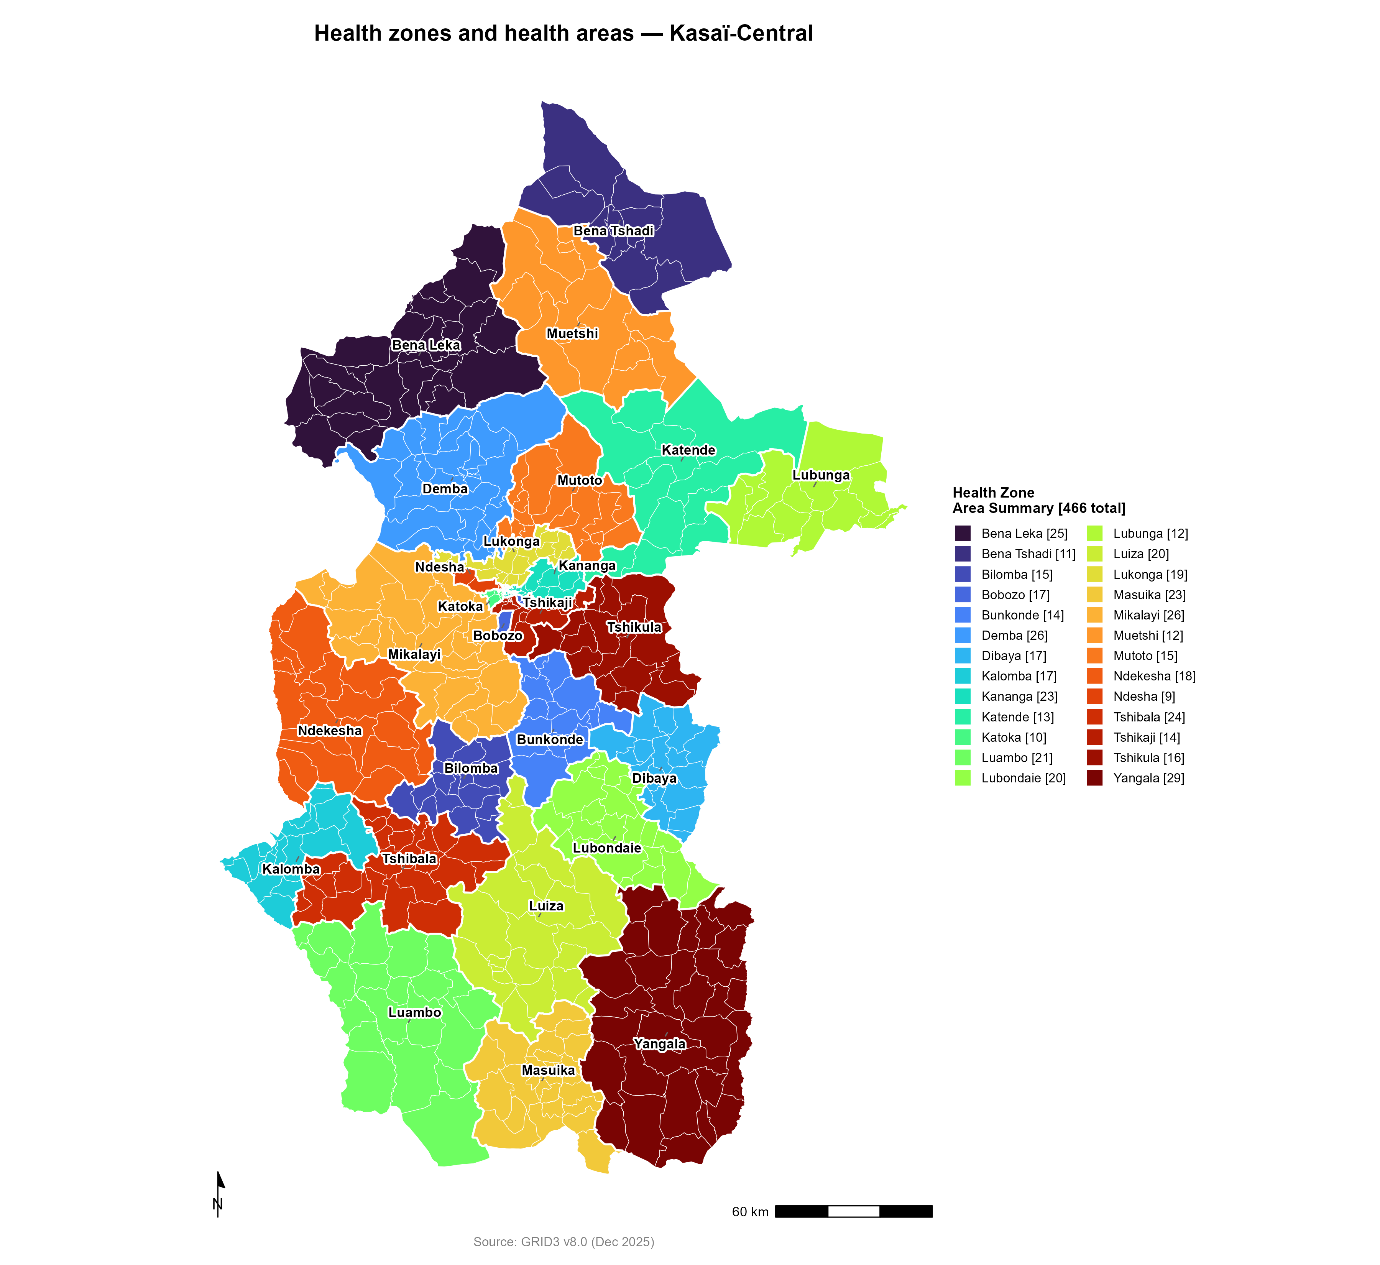 Health zones and health areas — Kasaï-Central
Bena Tshadi
Muetshi
Bena Leka
Katende
Lubunga
Mutoto
Demba
Lukonga
Ndesha
Kananga
Katoka
Tshikaji
Bobozo
Tshikula
Mikalayi
Ndekesha
Bunkonde
Bilomba
Dibaya
Lubondaie
Tshibala
Kalomba
Luiza
Luambo
Yangala
Masuika
Health Zone
Area Summary [466 total]
Bena Leka [25]
Bena Tshadi [11]
Bilomba [15]
Bobozo [17]
Bunkonde [14]
Demba [26]
Dibaya [17]
Kalomba [17]
Kananga [23]
Katende [13]
Katoka [10]
Luambo [21]
Lubondaie [20]
Lubunga [12]
Luiza [20]
Lukonga [19]
Masuika [23]
Mikalayi [26]
Muetshi [12]
Mutoto [15]
Ndekesha [18]
Ndesha [9]
Tshibala [24]
Tshikaji [14]
Tshikula [16]
Yangala [29]
N
60 km
Source: GRID3 v8.0 (Dec 2025)